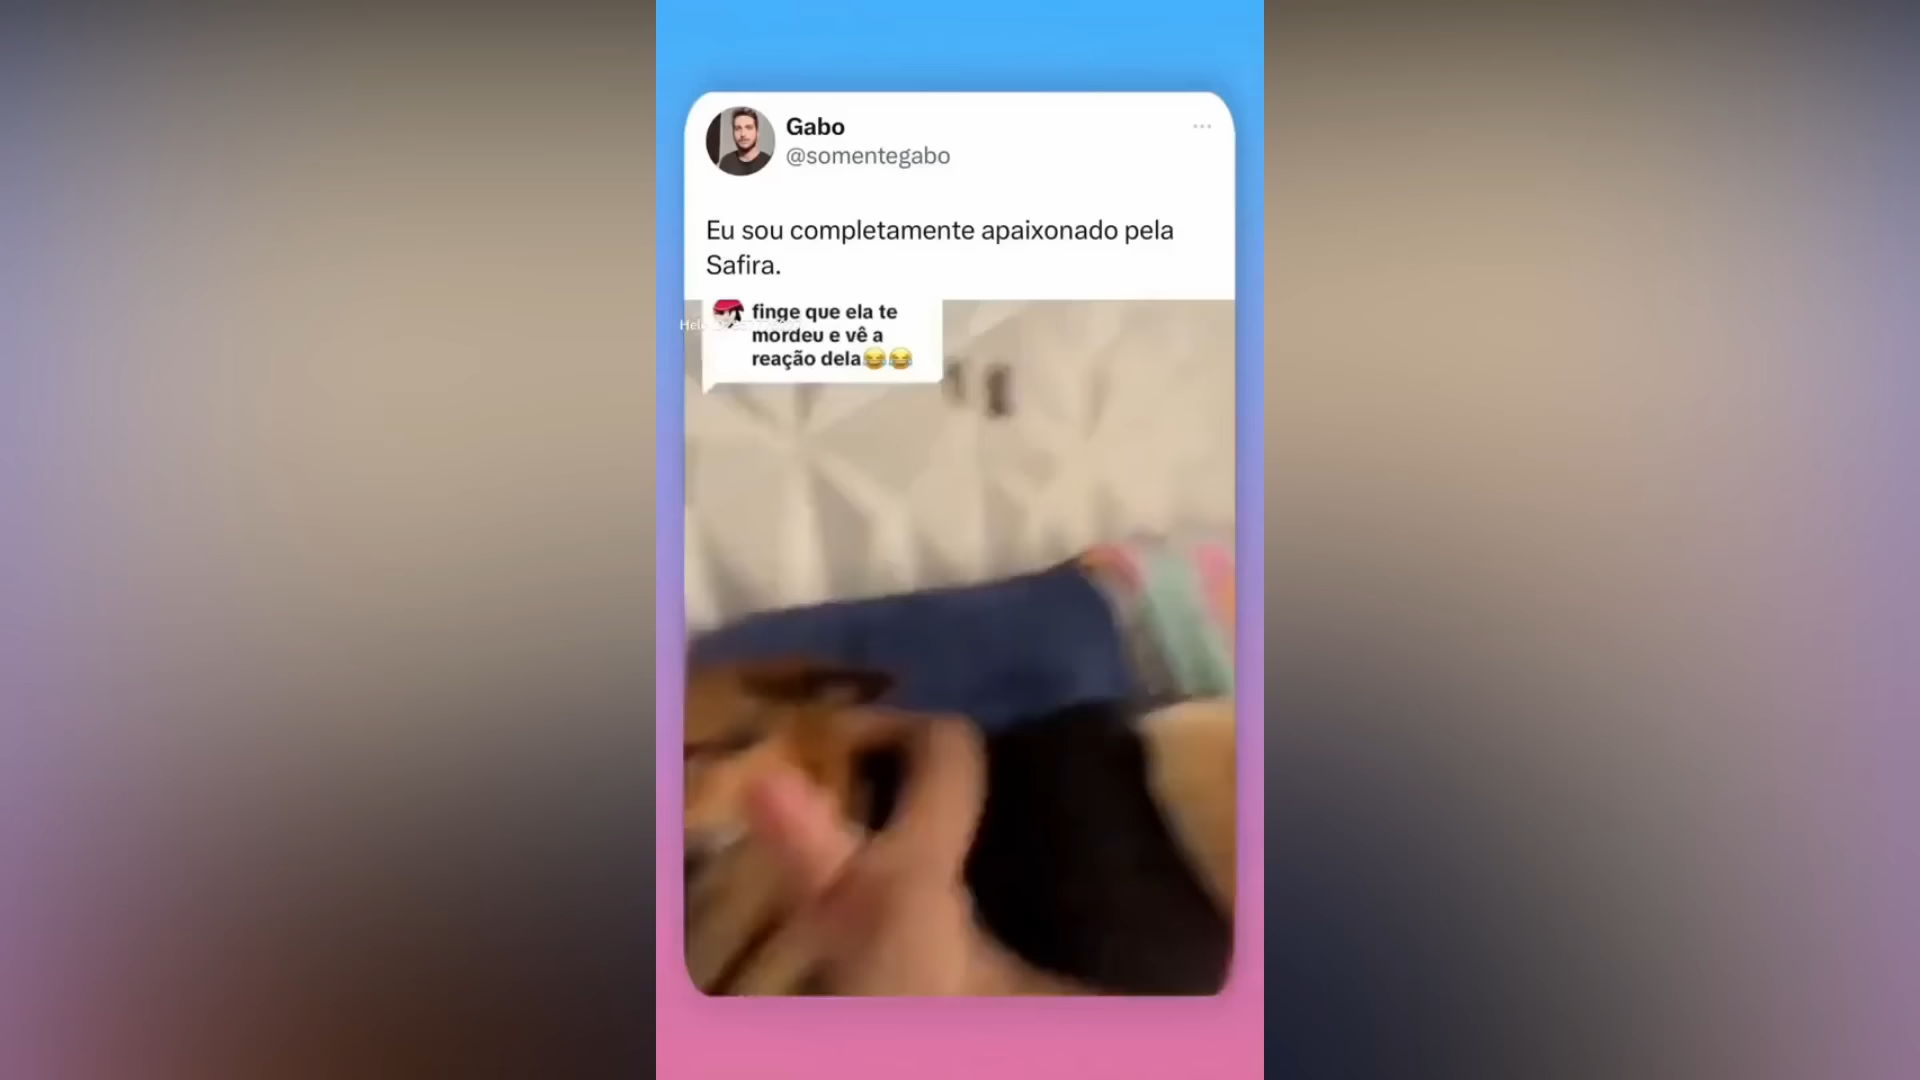 Gabo
@somentegabo
Eu sou completamente apaixonado pela
Safira.
finge que ela te
mordeu e vê a
reação dela😂😂